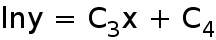 lny = C₃x + C₄